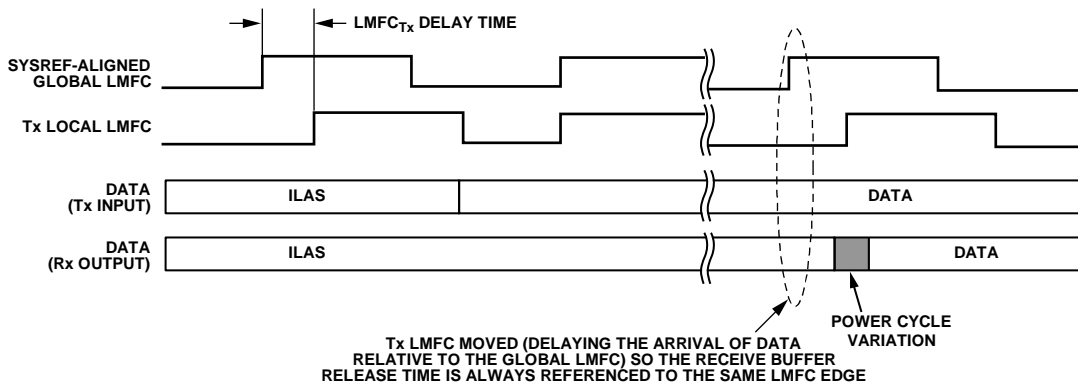 LMFCTx DELAY TIME
SYSREF-ALIGNED
GLOBAL LMFC
Tx LOCAL LMFC
DATA
(Tx INPUT)
ILAS
DATA
DATA
(Rx OUTPUT)
ILAS
DATA
POWER CYCLE
VARIATION
Tx LMFC MOVED (DELAYING THE ARRIVAL OF DATA
RELATIVE TO THE GLOBAL LMFC) SO THE RECEIVE BUFFER
RELEASE TIME IS ALWAYS REFERENCED TO THE SAME LMFC EDGE